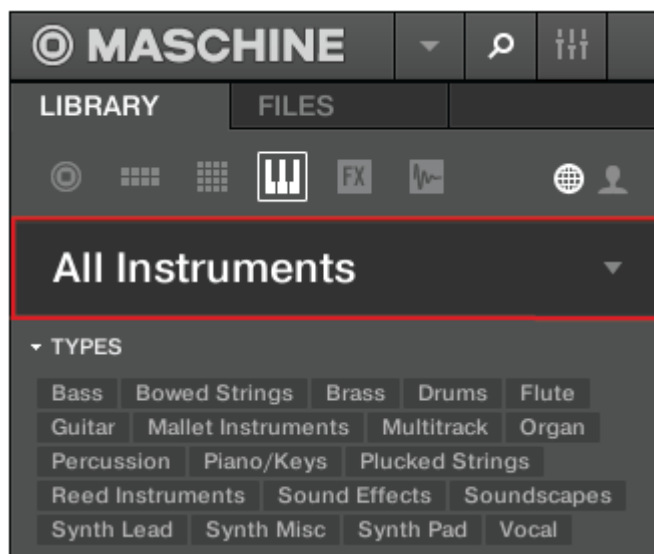 MASCHINE
LIBRARY FILES
FX
All Instruments
TYPES
Bass Bowed Strings Brass Drums Flute
Guitar Mallet Instruments Multitrack Organ
Percussion Piano/Keys Plucked Strings
Reed Instruments Sound Effects Soundscapes
Synth Lead Synth Misc Synth Pad Vocal